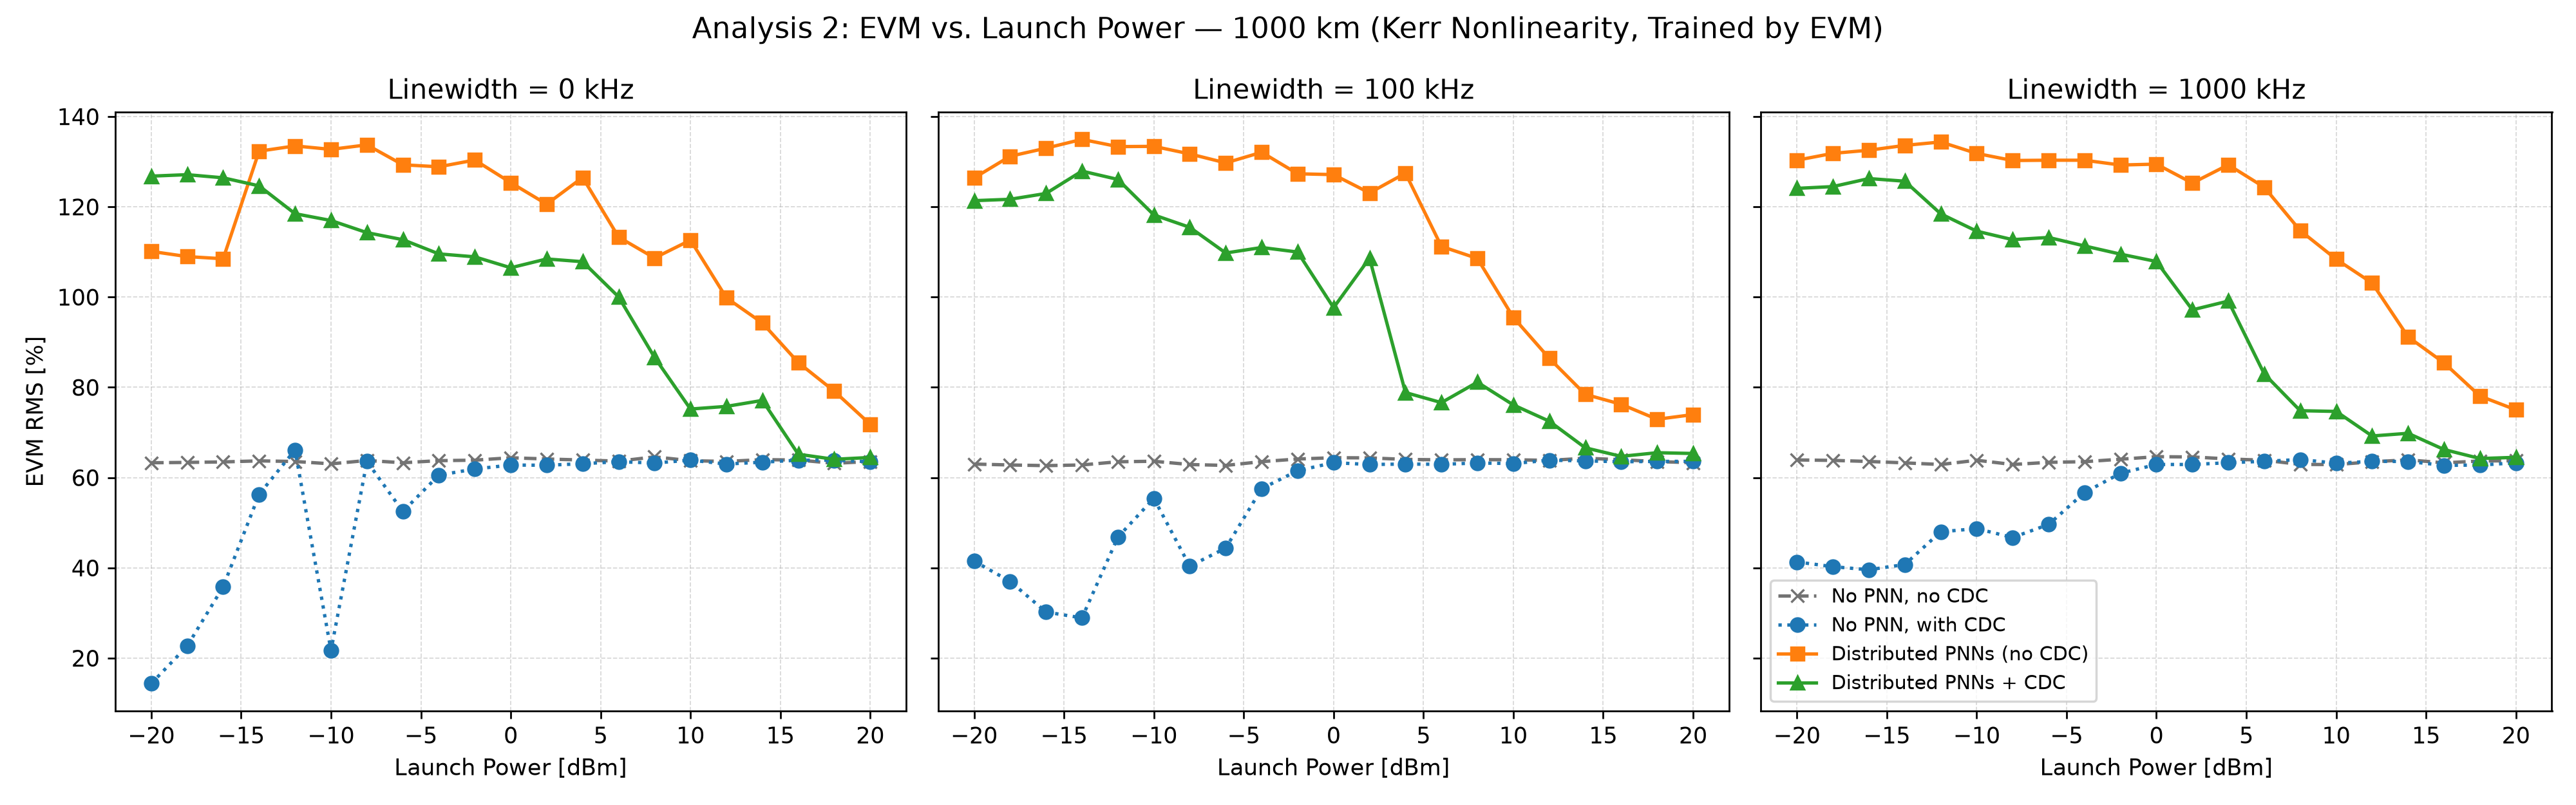 Analysis 2: EVM vs. Launch Power — 1000 km (Kerr Nonlinearity, Trained by EVM)
Linewidth = 0 kHz
Linewidth = 100 kHz
Linewidth = 1000 kHz
EVM RMS [%]
140
120
100
80
60
40
20
−20 −15 −10 −5 0 5 10 15 20
−20 −15 −10 −5 0 5 10 15 20
−20 −15 −10 −5 0 5 10 15 20
Launch Power [dBm]
Launch Power [dBm]
Launch Power [dBm]
No PNN, no CDC
No PNN, with CDC
Distributed PNNs (no CDC)
Distributed PNNs + CDC